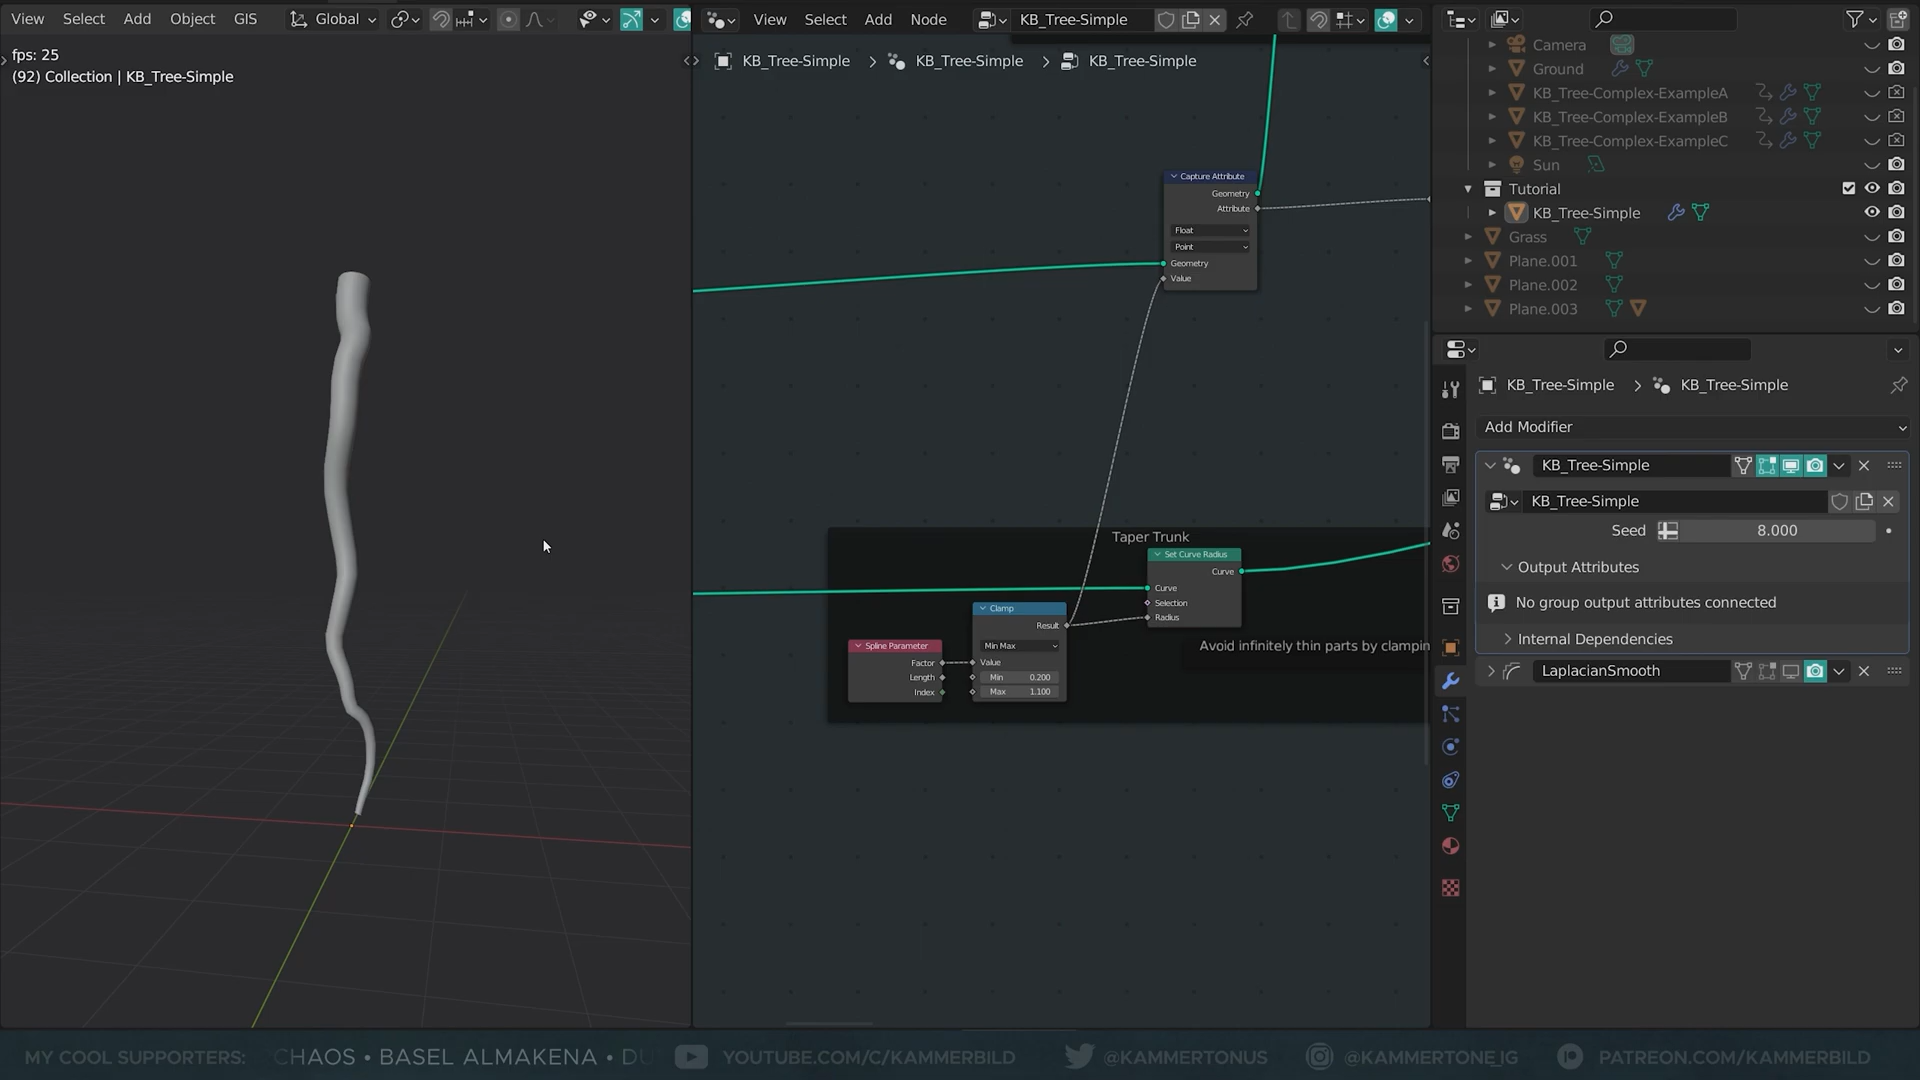 View Select Add Object GIS Global
fps: 25
(92) Collection | KB_Tree-Simple
View Select Add Node KB_Tree-Simple
KB_Tree-Simple > KB_Tree-Simple > KB_Tree-Simple
Capture Attribute
Geometry
Attribute
Float
Point
Geometry
Value
Taper Trunk
Set Curve Radius
Curve
Curve
Selection
Radius
Clamp
Result
Min Max
Value
Min 0.200
Max 1.100
Spline Parameter
Factor
Length
Index
Avoid infinitely thin parts by clampin
Camera
Ground
KB_Tree-Complex-ExampleA
KB_Tree-Complex-ExampleB
KB_Tree-Complex-ExampleC
Sun
Tutorial
KB_Tree-Simple
Grass
Plane.001
Plane.002
Plane.003
KB_Tree-Simple > KB_Tree-Simple
Add Modifier
KB_Tree-Simple
KB_Tree-Simple
Seed 8.000
Output Attributes
No group output attributes connected
Internal Dependencies
LaplacianSmooth
MY COOL SUPPORTERS: CHAOS • BASEL ALMAKENA • DU YOUTUBE.COM/C/KAMMERBILD @KAMMERTONUS @KAMMERTONE_IG PATREON.COM/KAMMERBILD